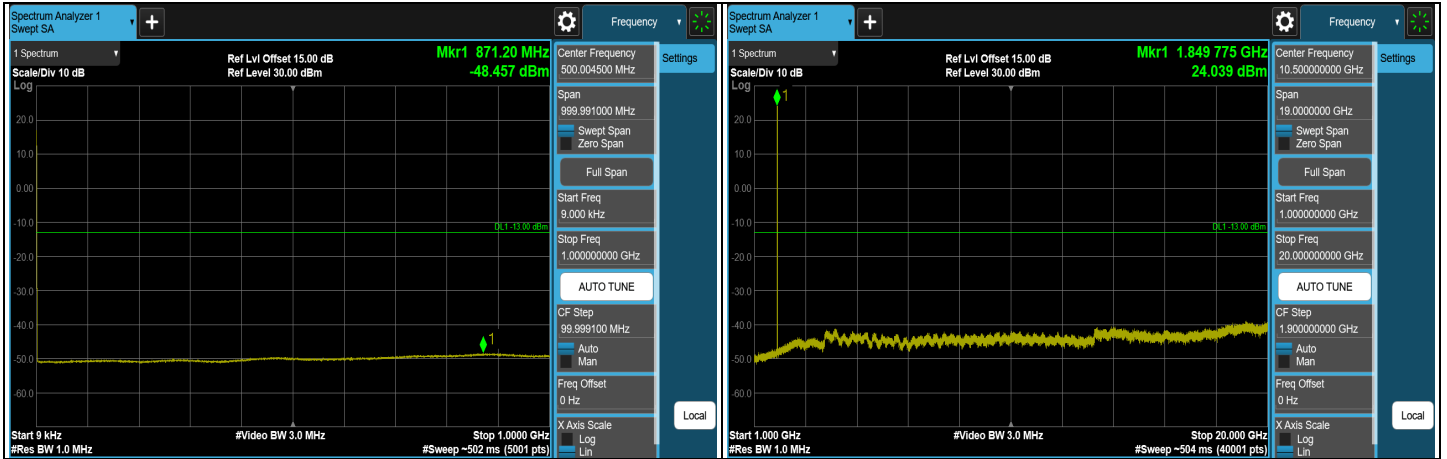 Spectrum Analyzer 1
Swept SA
+
Frequency
1 Spectrum
Scale/Div 10 dB
Log
Ref Lvl Offset 15.00 dB
Ref Level 30.00 dBm
Mkr1 871.20 MHz
-48.457 dBm
20.0
10.0
0.00
-10.0
-20.0
-30.0
-40.0
-50.0
-60.0
DL1 -13.00 dBm
1
Start 9 kHz
#Res BW 1.0 MHz
#Video BW 3.0 MHz
Stop 1.0000 GHz
#Sweep ~502 ms (5001 pts)
Center Frequency
500.004500 MHz
Span
999.991000 MHz
Swept Span
Zero Span
Full Span
Start Freq
9.000 kHz
Stop Freq
1.000000000 GHz
AUTO TUNE
CF Step
99.999100 MHz
Auto
Man
Freq Offset
0 Hz
X Axis Scale
Log
Lin
Settings
Local
Spectrum Analyzer 1
Swept SA
+
Frequency
1 Spectrum
Scale/Div 10 dB
Log
Ref Lvl Offset 15.00 dB
Ref Level 30.00 dBm
Mkr1 1.849 775 GHz
24.039 dBm
1
20.0
10.0
0.00
-10.0
-20.0
-30.0
-40.0
-50.0
-60.0
DL1 -13.00 dBm
Start 1.000 GHz
#Res BW 1.0 MHz
#Video BW 3.0 MHz
Stop 20.000 GHz
#Sweep ~504 ms (40001 pts)
Center Frequency
10.500000000 GHz
Span
19.0000000 GHz
Swept Span
Zero Span
Full Span
Start Freq
1.000000000 GHz
Stop Freq
20.000000000 GHz
AUTO TUNE
CF Step
1.900000000 GHz
Auto
Man
Freq Offset
0 Hz
X Axis Scale
Log
Lin
Settings
Local